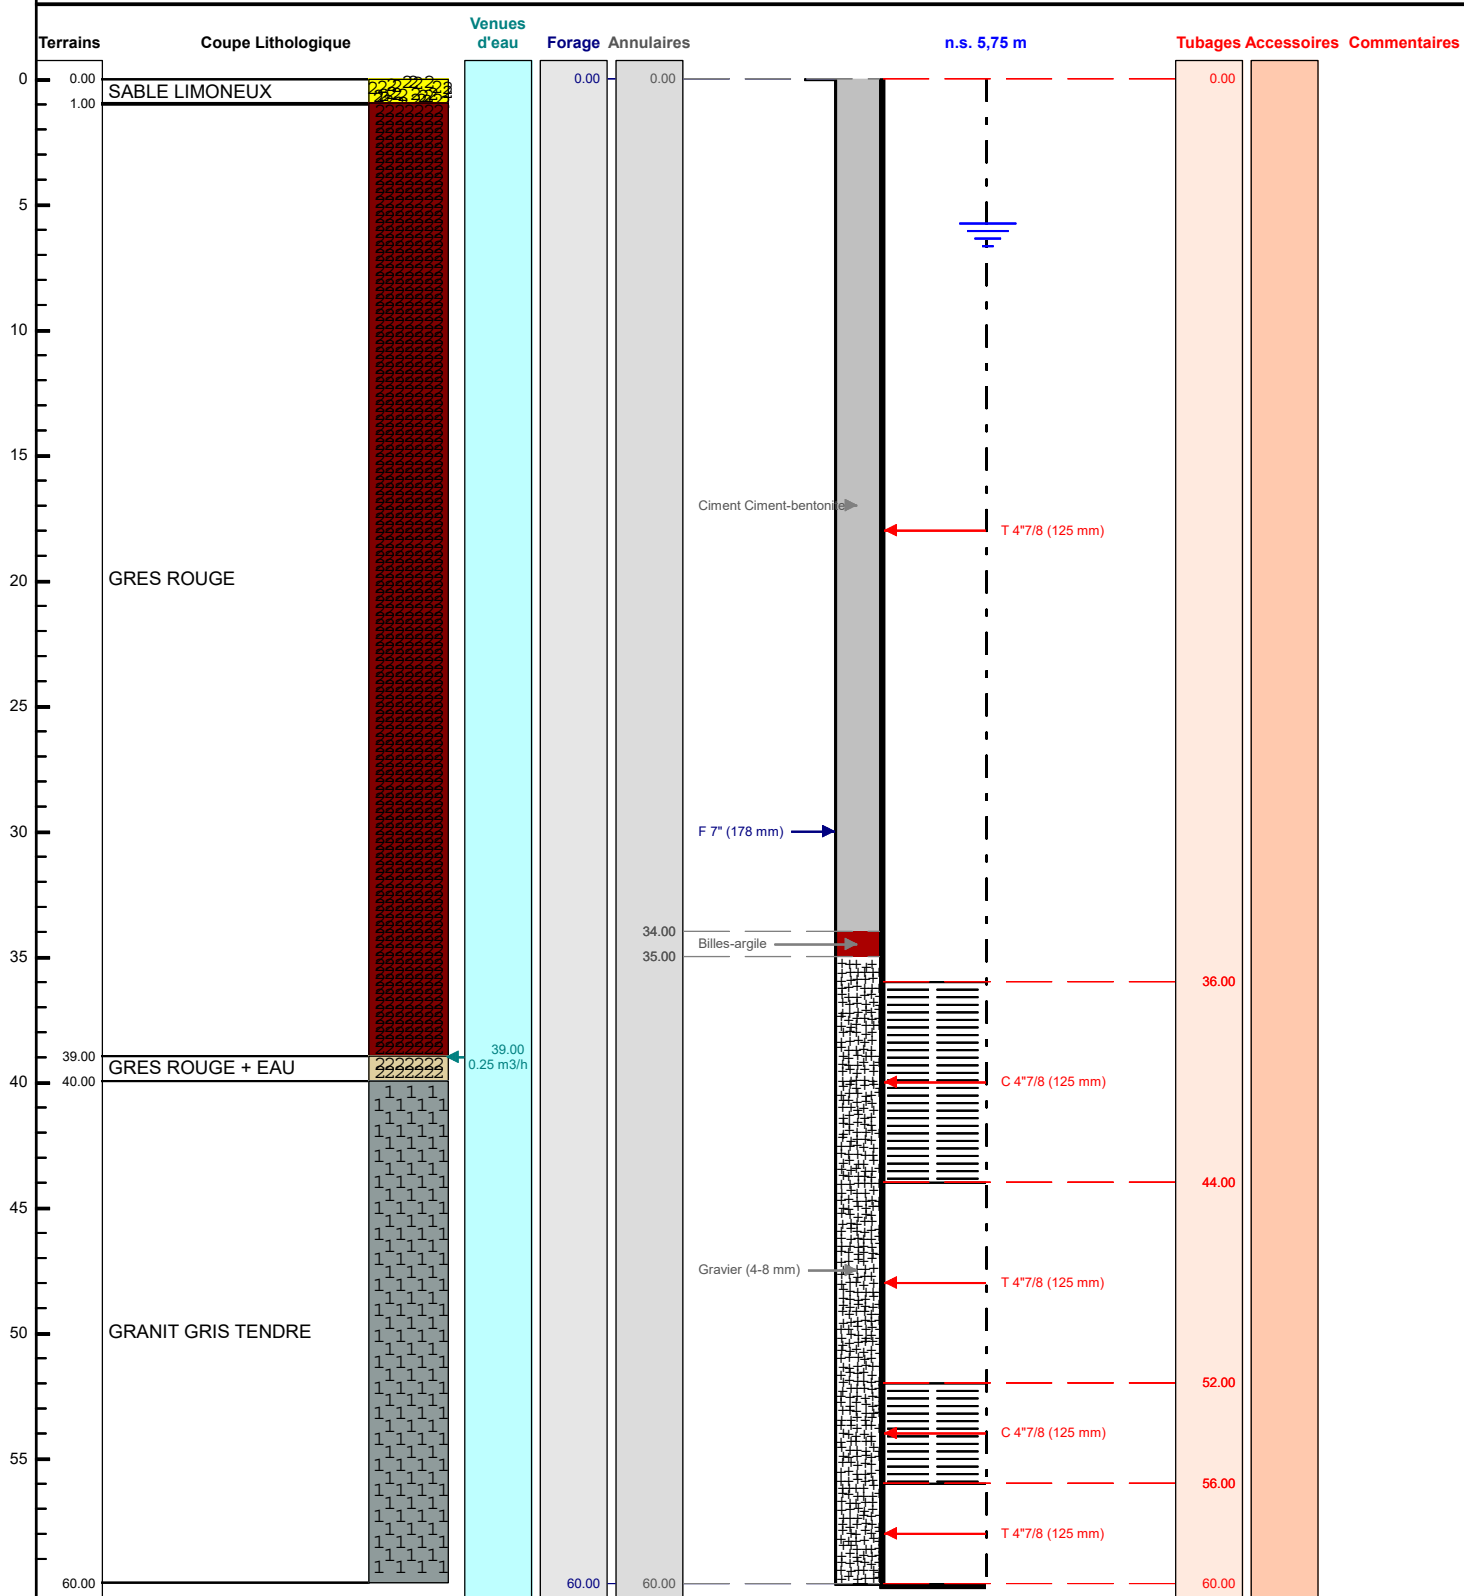 Venues
Terrains Coupe Lithologique d'eau Forage Annulaires n.s. 5,75 m Tubages Accessoires Commentaires
0 0.00 0.00 0.00 0.00
SABLE LIMONEUX
1.00
5
10
15
Ciment Ciment-bentonite
T 4"7/8 (125 mm)
20 GRES ROUGE
25
30 F 7" (178 mm)
34.00
Billes-argile
35 35.00
36.00
39.00 39.00
GRES ROUGE + EAU 0.25 m3/h
40 40.00 C 4"7/8 (125 mm)
44.00
45
Gravier (4-8 mm)
T 4"7/8 (125 mm)
50 GRANIT GRIS TENDRE
52.00
C 4"7/8 (125 mm)
55
56.00
T 4"7/8 (125 mm)
60.00 60.00 60.00 60.00